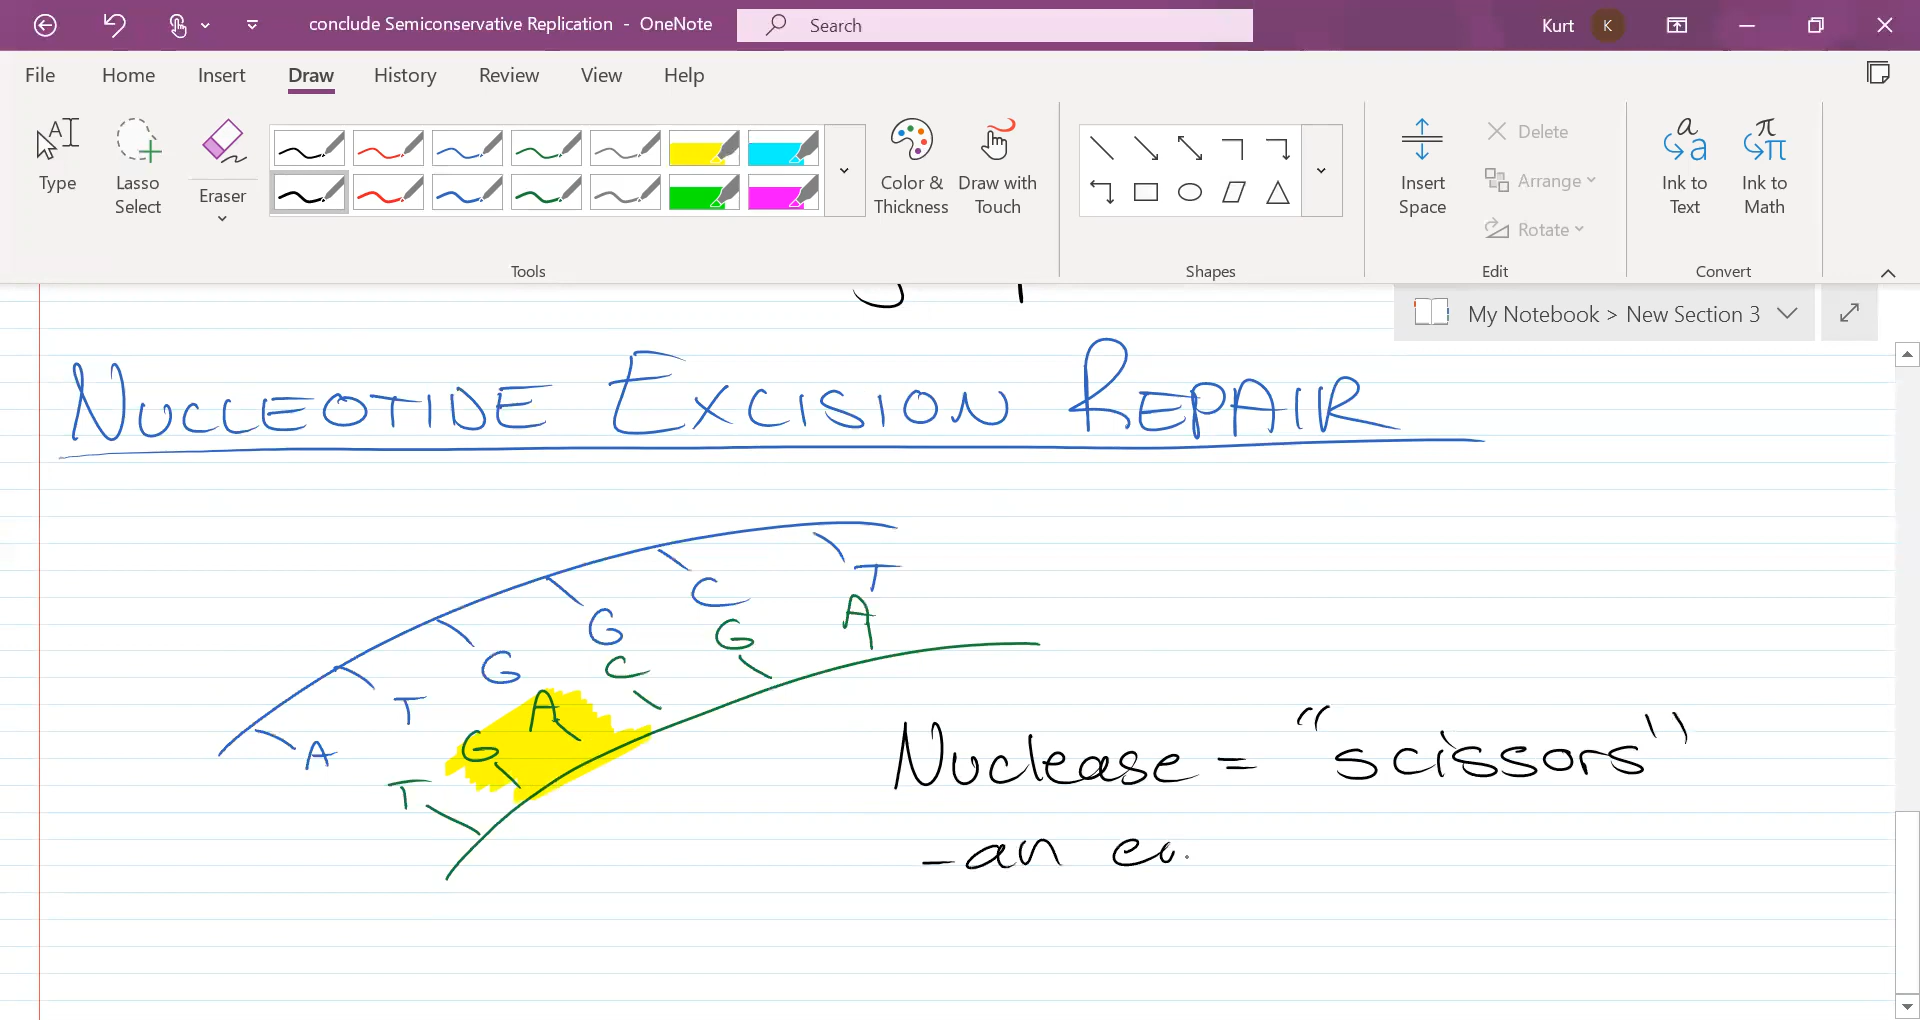 conclude Semiconservative Replication - OneNote
Search
Kurt K
File Home Insert Draw History Review View Help
Type
Lasso Select
Eraser
Color & Thickness
Draw with Touch
Insert Space
Delete
Arrange
Rotate
Ink to Text
Ink to Math
Tools Shapes Edit Convert
My Notebook > New Section 3
NUCLEOTIDE EXCISION REPAIR
A T G G C T
T G A C G A
Nuclease = "scissors"
- an